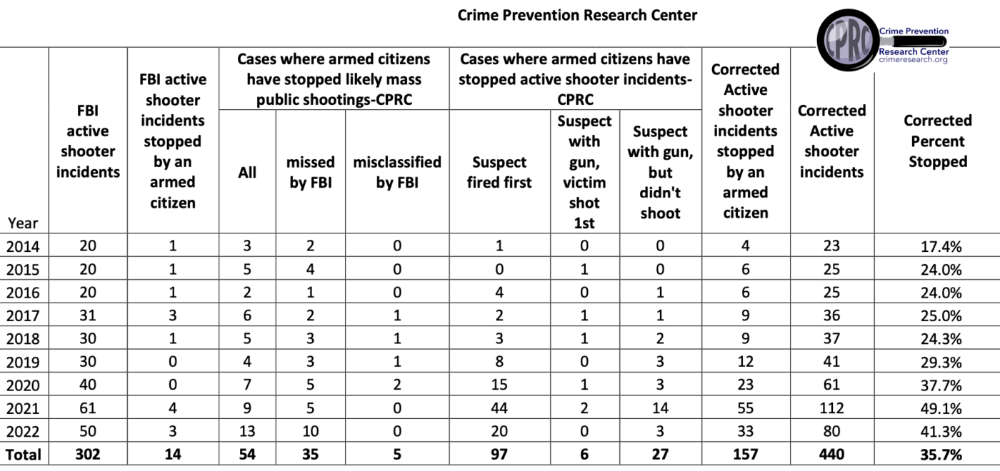 Crime Prevention Research Center
CPRC
Crime Prevention
Research Center
crimeresearch.org
Year
FBI
active
shooter
incidents
FBI active
shooter
incidents
stopped
by an
armed
citizen
Cases where armed citizens
have stopped likely mass
public shootings-CPRC
All
missed
by FBI
misclassified
by FBI
Cases where armed citizens have
stopped active shooter incidents-
CPRC
Suspect
fired first
Suspect
with
gun,
victim
shot
1st
Suspect
with gun,
but
didn't
shoot
Corrected
Active
shooter
incidents
stopped
by an
armed
citizen
Corrected
Active
shooter
incidents
Corrected
Percent
Stopped
2014 20 1 3 2 0 1 0 0 4 23 17.4%
2015 20 1 5 4 0 0 1 0 6 25 24.0%
2016 20 1 2 1 0 4 0 1 6 25 24.0%
2017 31 3 6 2 1 2 1 1 9 36 25.0%
2018 30 1 5 3 1 3 1 2 9 37 24.3%
2019 30 0 4 3 1 8 0 3 12 41 29.3%
2020 40 0 7 5 2 15 1 3 23 61 37.7%
2021 61 4 9 5 0 44 2 14 55 112 49.1%
2022 50 3 13 10 0 20 0 3 33 80 41.3%
Total 302 14 54 35 5 97 6 27 157 440 35.7%